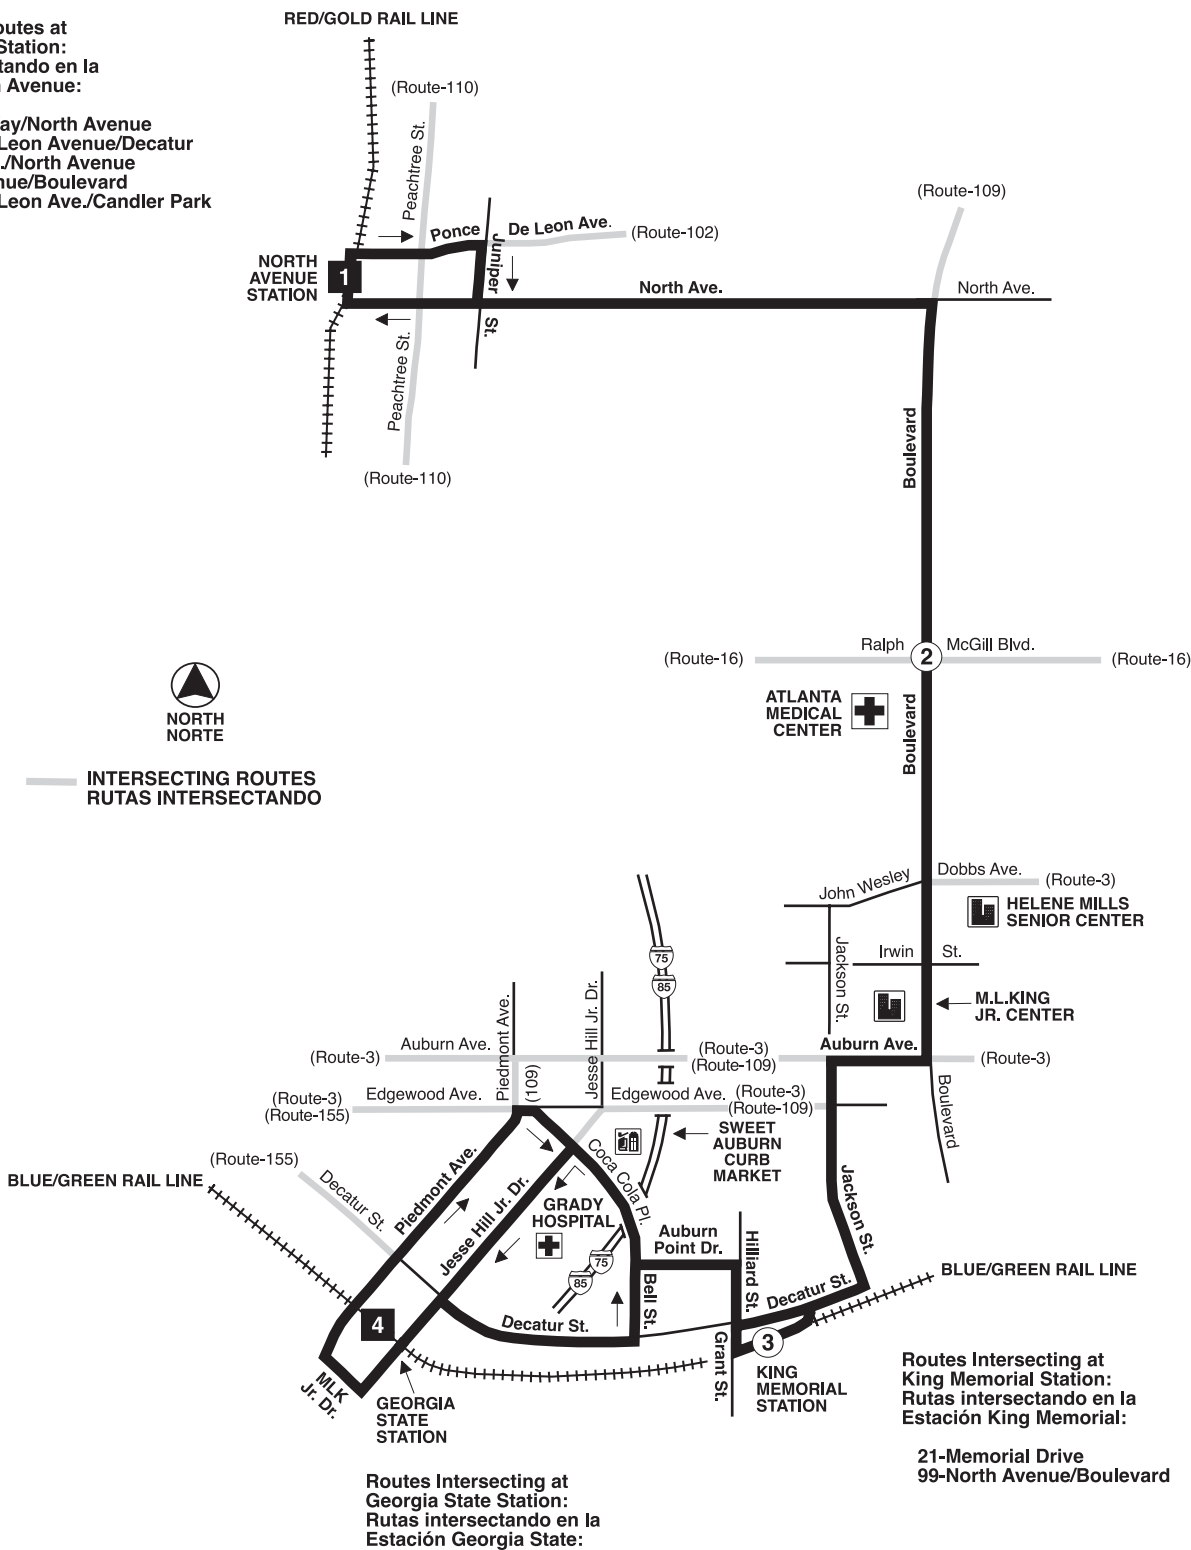 RED/GOLD RAIL LINE
outes at
Station:
tando en la
Avenue:
ay/North Avenue
Leon Avenue/Decatur
./North Avenue
nue/Boulevard
Leon Ave./Candler Park
(Route-110)
Peachtree St.
(Route-109)
Ponce
De Leon Ave.
(Route-102)
Juniper
St.
NORTH
AVENUE
STATION
1
North Ave.
North Ave.
Peachtree St.
(Route-110)
Boulevard
Ralph
McGill Blvd.
(Route-16)
2
(Route-16)
ATLANTA
MEDICAL
CENTER
Boulevard
NORTH
NORTE
INTERSECTING ROUTES
RUTAS INTERSECTANDO
John Wesley
Dobbs Ave.
(Route-3)
HELENE MILLS
SENIOR CENTER
Jackson St.
Irwin
St.
75
85
M.L.KING
JR. CENTER
Piedmont Ave.
Jesse Hill Jr. Dr.
Auburn Ave.
(Route-3)
Auburn Ave.
(Route-3)
(Route-109)
(Route-3)
(109)
(Route-3)
(Route-155)
Edgewood Ave.
Edgewood Ave.
(Route-3)
(Route-109)
Boulevard
SWEET
AUBURN
CURB
MARKET
(Route-155)
BLUE/GREEN RAIL LINE
Decatur St.
Piedmont Ave.
Jesse Hill Jr. Dr.
Coca Cola Pl.
GRADY
HOSPITAL
75
85
Auburn
Point Dr.
Hilliard St.
Jackson St.
Decatur St.
BLUE/GREEN RAIL LINE
Bell St.
4
Decatur St.
Grant St.
3
KING
MEMORIAL
STATION
MLK
Jr. Dr.
GEORGIA
STATE
STATION
Routes Intersecting at
King Memorial Station:
Rutas intersectando en la
Estación King Memorial:
21-Memorial Drive
99-North Avenue/Boulevard
Routes Intersecting at
Georgia State Station:
Rutas intersectando en la
Estación Georgia State: